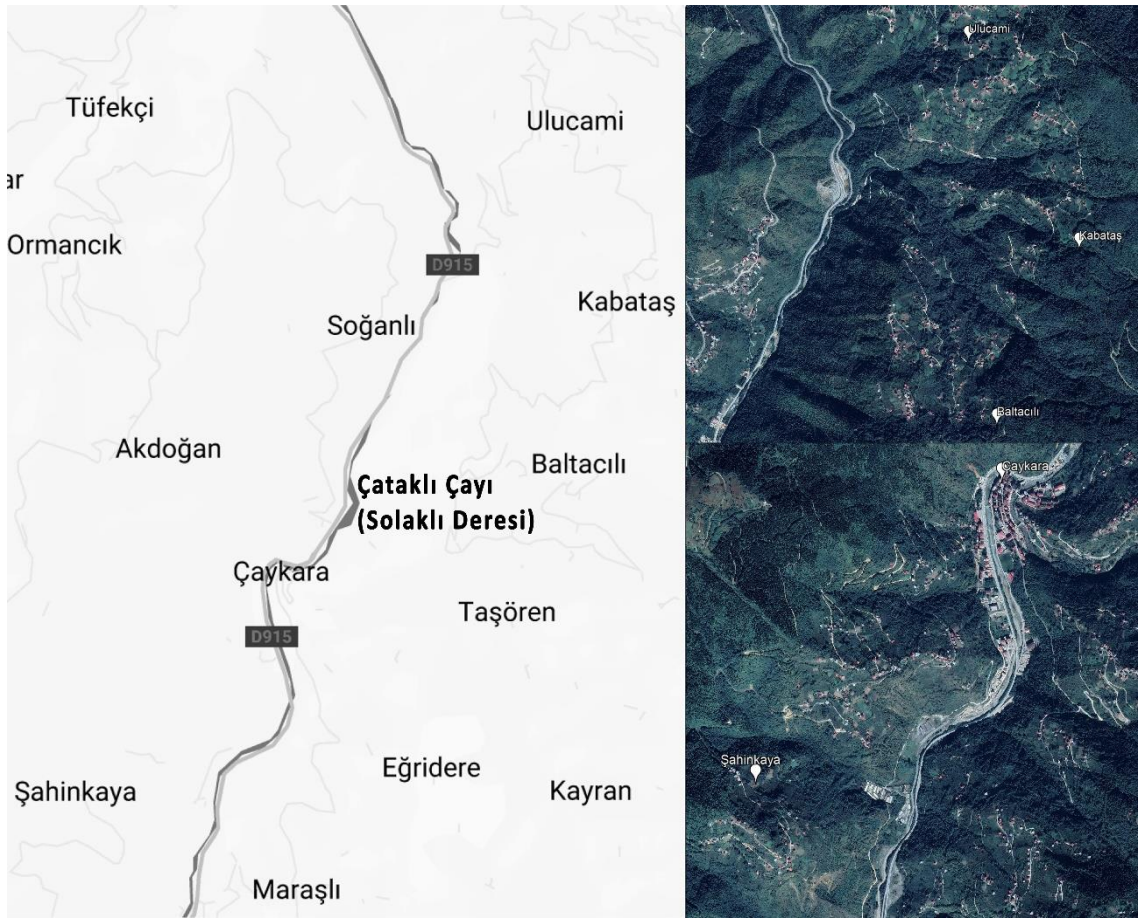 Tüfekçi
Ulucami
ar
Ormancık
D915
Kabataş
Soğanlı
Akdoğan
Baltacılı
Çataklı Çayı
(Solaklı Deresi)
Çaykara
Taşören
D915
Eğridere
Şahinkaya
Kayran
Maraşlı
Ulucami
Kabataş
Baltacılı
Çaykara
Şahinkaya